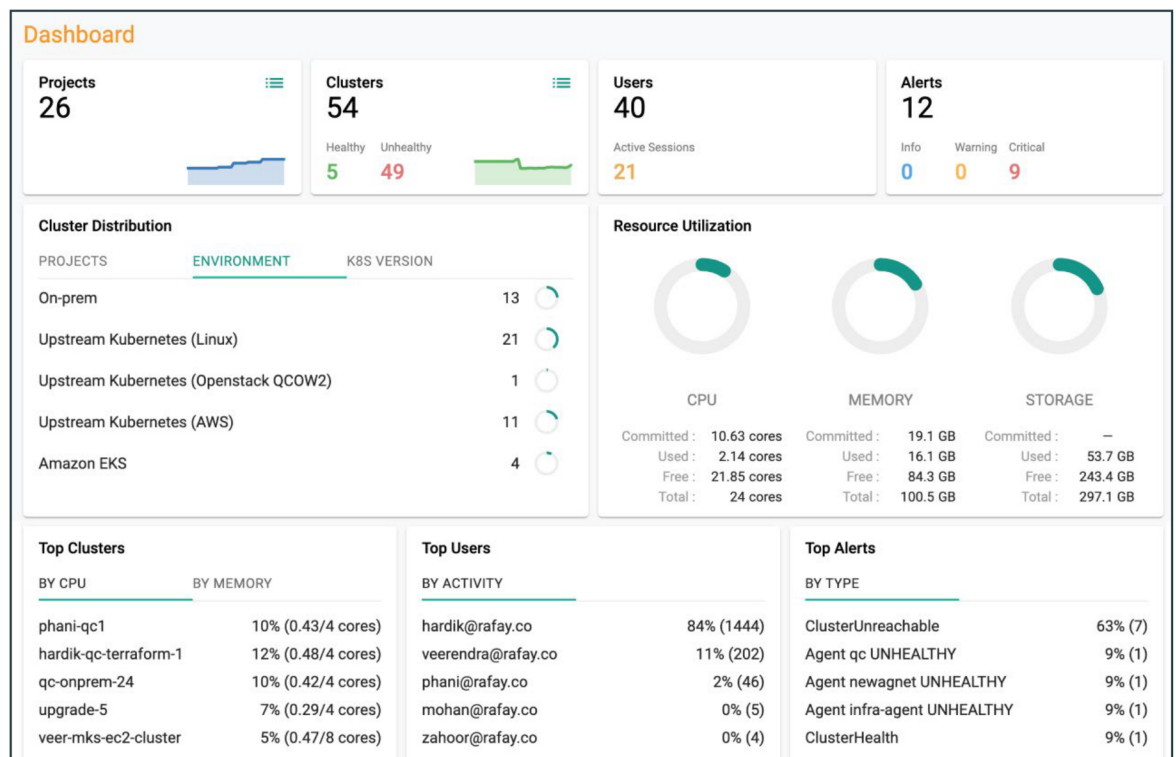 Dashboard
Projects
26
Clusters
54
Healthy Unhealthy
5 49
Users
40
Active Sessions
21
Alerts
12
Info Warning Critical
0 0 9
Cluster Distribution
PROJECTS ENVIRONMENT K8S VERSION
On-prem 13
Upstream Kubernetes (Linux) 21
Upstream Kubernetes (Openstack QCOW2) 1
Upstream Kubernetes (AWS) 11
Amazon EKS 4
Resource Utilization
CPU
Committed : 10.63 cores
Used : 2.14 cores
Free : 21.85 cores
Total : 24 cores
MEMORY
Committed : 19.1 GB
Used : 16.1 GB
Free : 84.3 GB
Total : 100.5 GB
STORAGE
Committed : —
Used : 53.7 GB
Free : 243.4 GB
Total : 297.1 GB
Top Clusters
BY CPU BY MEMORY
phani-qc1 10% (0.43/4 cores)
hardik-qc-terraform-1 12% (0.48/4 cores)
qc-onprem-24 10% (0.42/4 cores)
upgrade-5 7% (0.29/4 cores)
veer-mks-ec2-cluster 5% (0.47/8 cores)
Top Users
BY ACTIVITY
hardik@rafay.co 84% (1444)
veerendra@rafay.co 11% (202)
phani@rafay.co 2% (46)
mohan@rafay.co 0% (5)
zahoor@rafay.co 0% (4)
Top Alerts
BY TYPE
ClusterUnreachable 63% (7)
Agent qc UNHEALTHY 9% (1)
Agent newagnet UNHEALTHY 9% (1)
Agent infra-agent UNHEALTHY 9% (1)
ClusterHealth 9% (1)